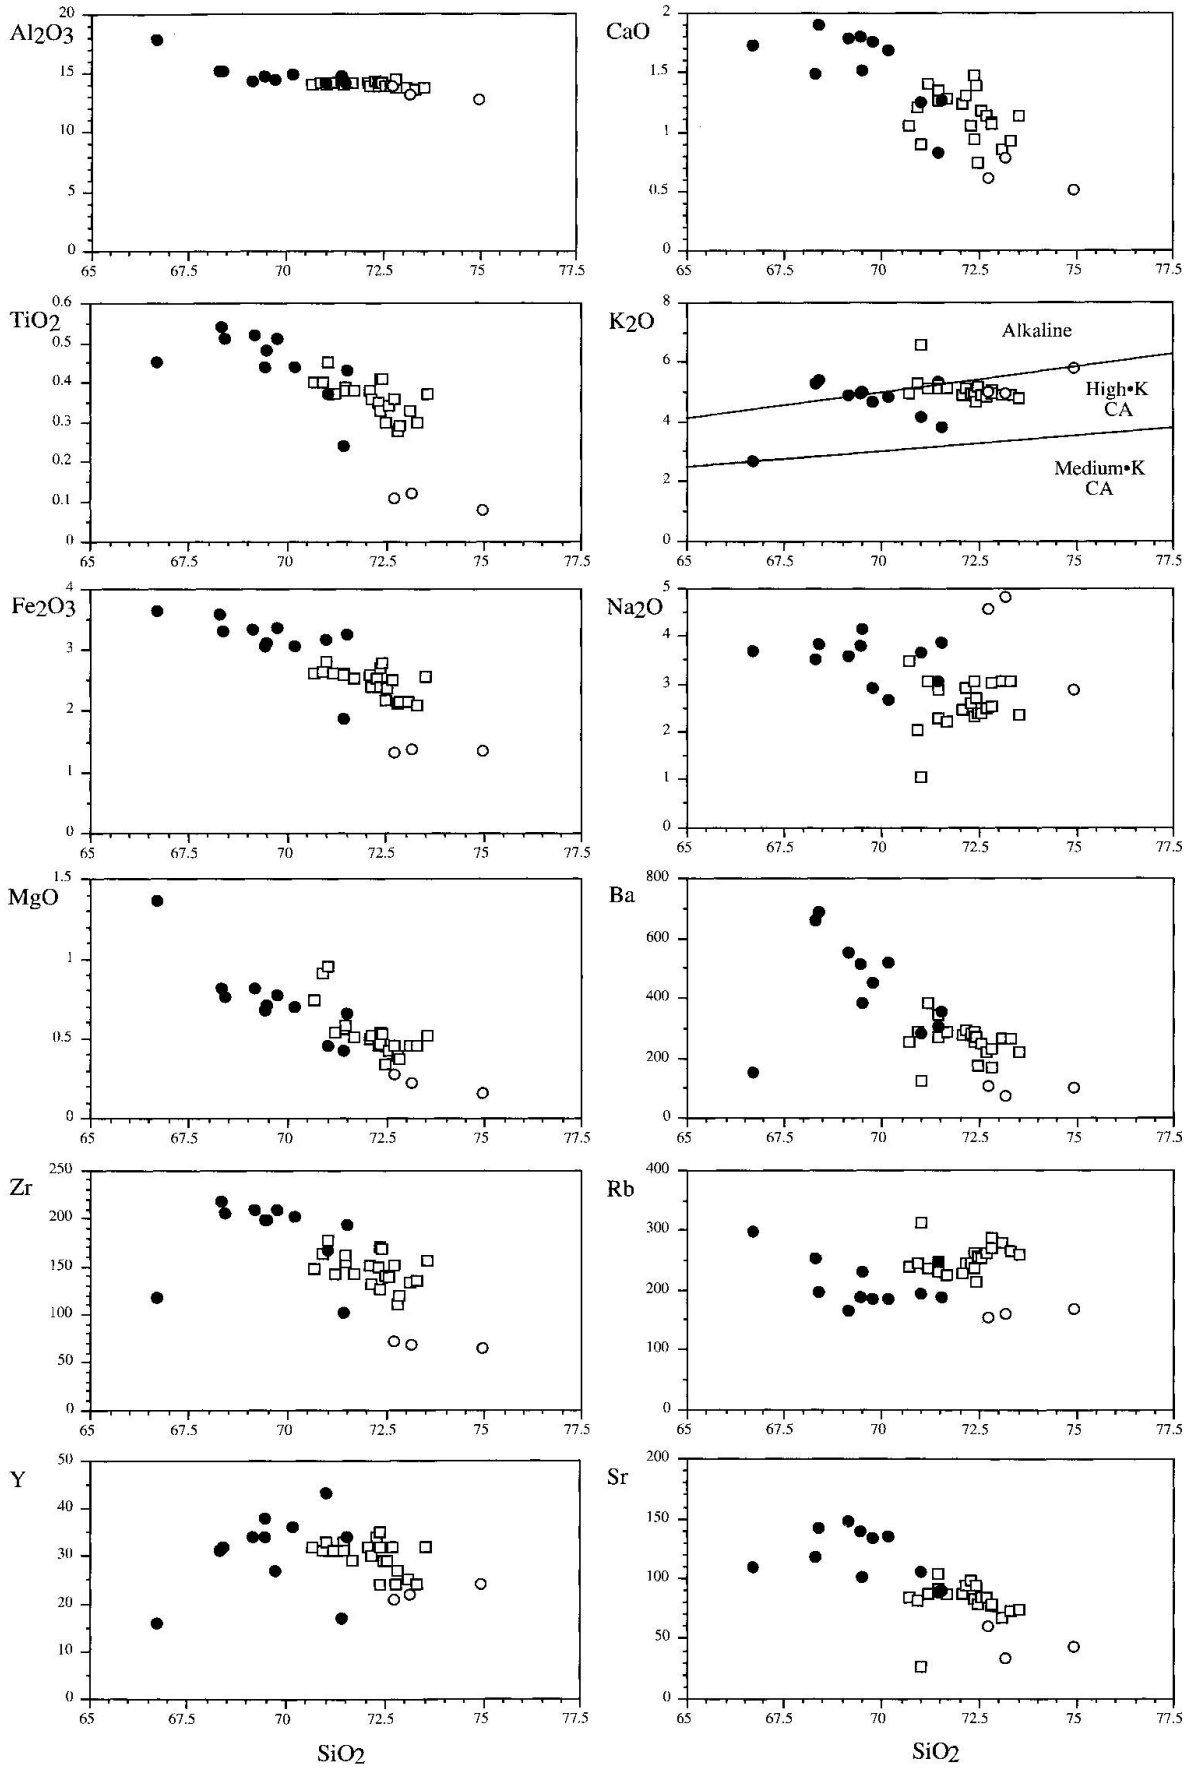 Al2O3
20
15
10
5
0
65 67.5 70 72.5 75 77.5
CaO
2
1.5
1
0.5
0
65 67.5 70 72.5 75 77.5
TiO2
0.6
0.5
0.4
0.3
0.2
0.1
0
65 67.5 70 72.5 75 77.5
K2O
8
6
4
2
0
Alkaline
High•K
CA
Medium•K
CA
65 67.5 70 72.5 75 77.5
Fe2O3
4
3
2
1
0
65 67.5 70 72.5 75 77.5
Na2O
5
4
3
2
1
0
65 67.5 70 72.5 75 77.5
MgO
1.5
1
0.5
0
65 67.5 70 72.5 75 77.5
Ba
800
600
400
200
0
65 67.5 70 72.5 75 77.5
Zr
250
200
150
100
50
0
65 67.5 70 72.5 75 77.5
Rb
400
300
200
100
0
65 67.5 70 72.5 75 77.5
Y
50
40
30
20
10
0
65 67.5 70 72.5 75 77.5
SiO2
Sr
200
150
100
50
0
65 67.5 70 72.5 75 77.5
SiO2